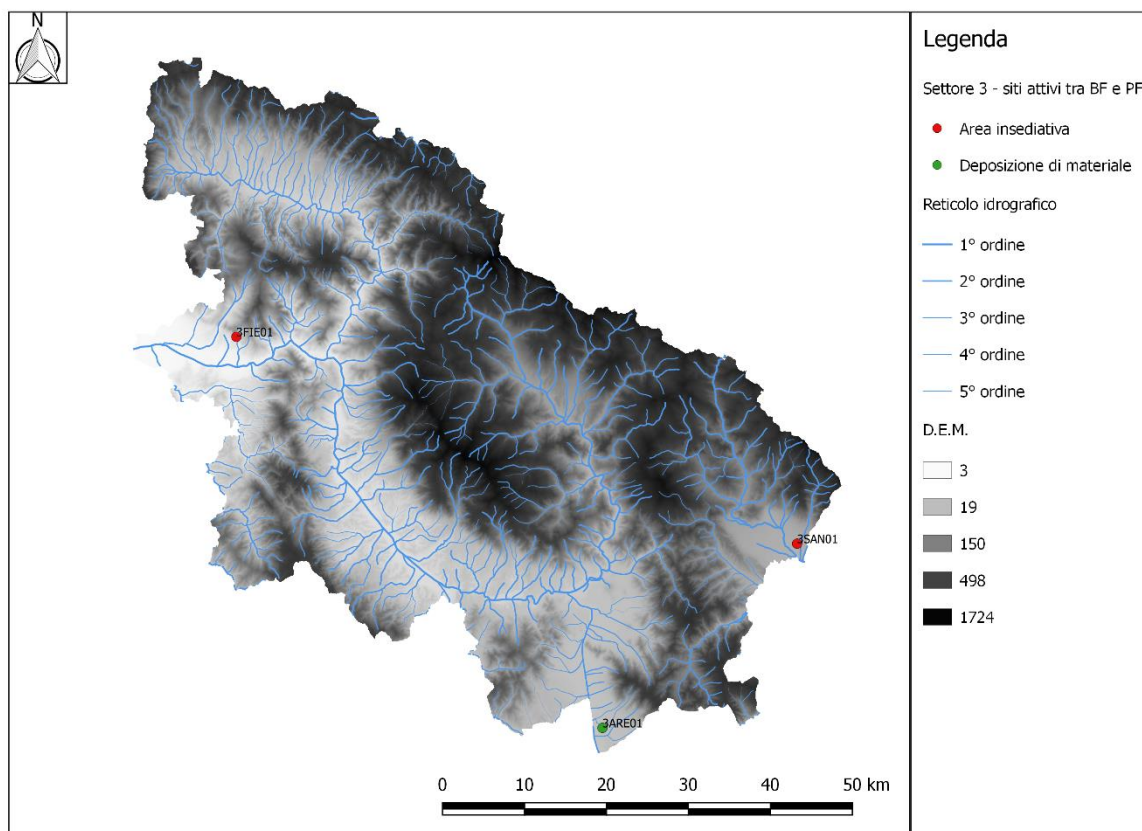 N
3FIE01
3SAN01
3ARE01
0 10 20 30 40 50 km
Legenda
Settore 3 - siti attivi tra BF e PF
Area insediativa
Deposizione di materiale
Reticolo idrografico
1° ordine
2° ordine
3° ordine
4° ordine
5° ordine
D.E.M.
3
19
150
498
1724